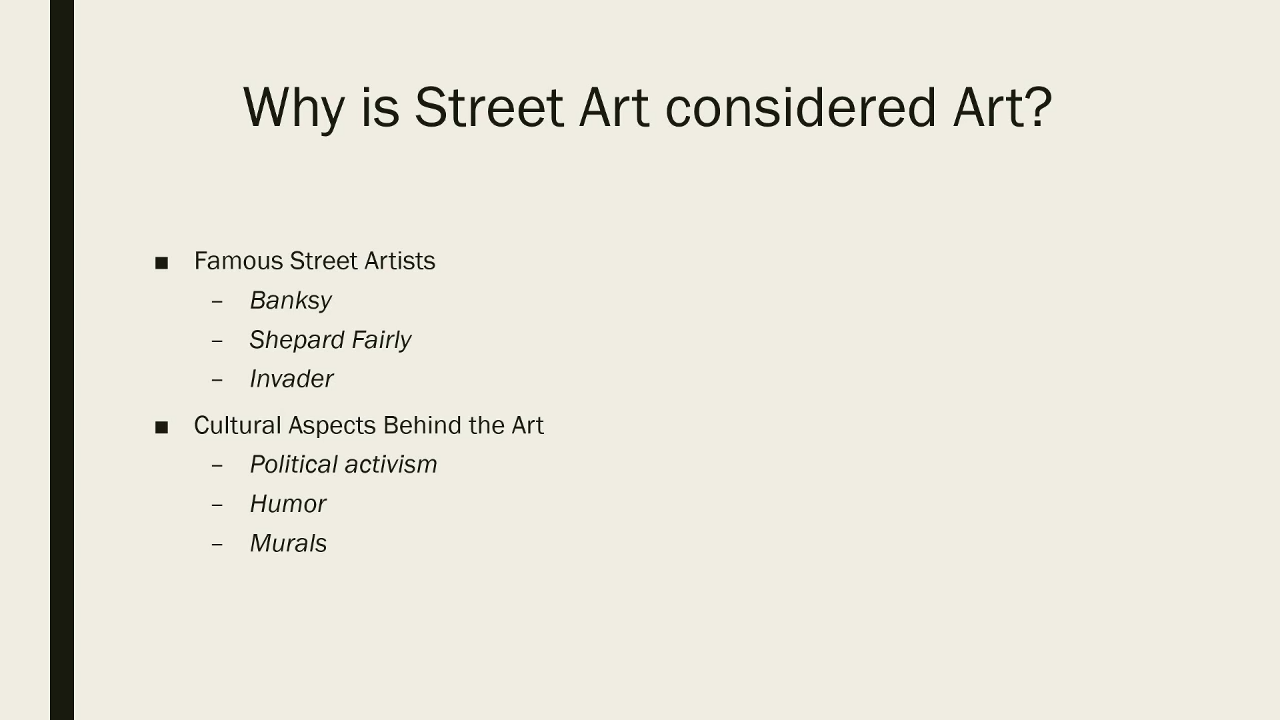 Why is Street Art considered Art?
■ Famous Street Artists
– Banksy
– Shepard Fairly
– Invader
■ Cultural Aspects Behind the Art
– Political activism
– Humor
– Murals